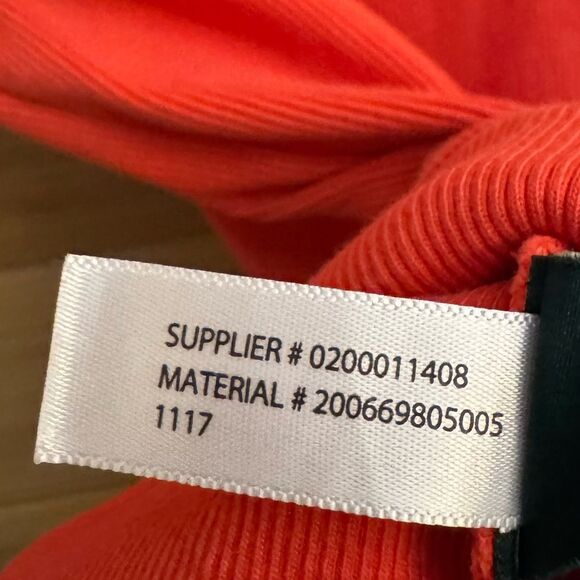 SUPPLIER # 0200011408
MATERIAL # 200669805005
1117